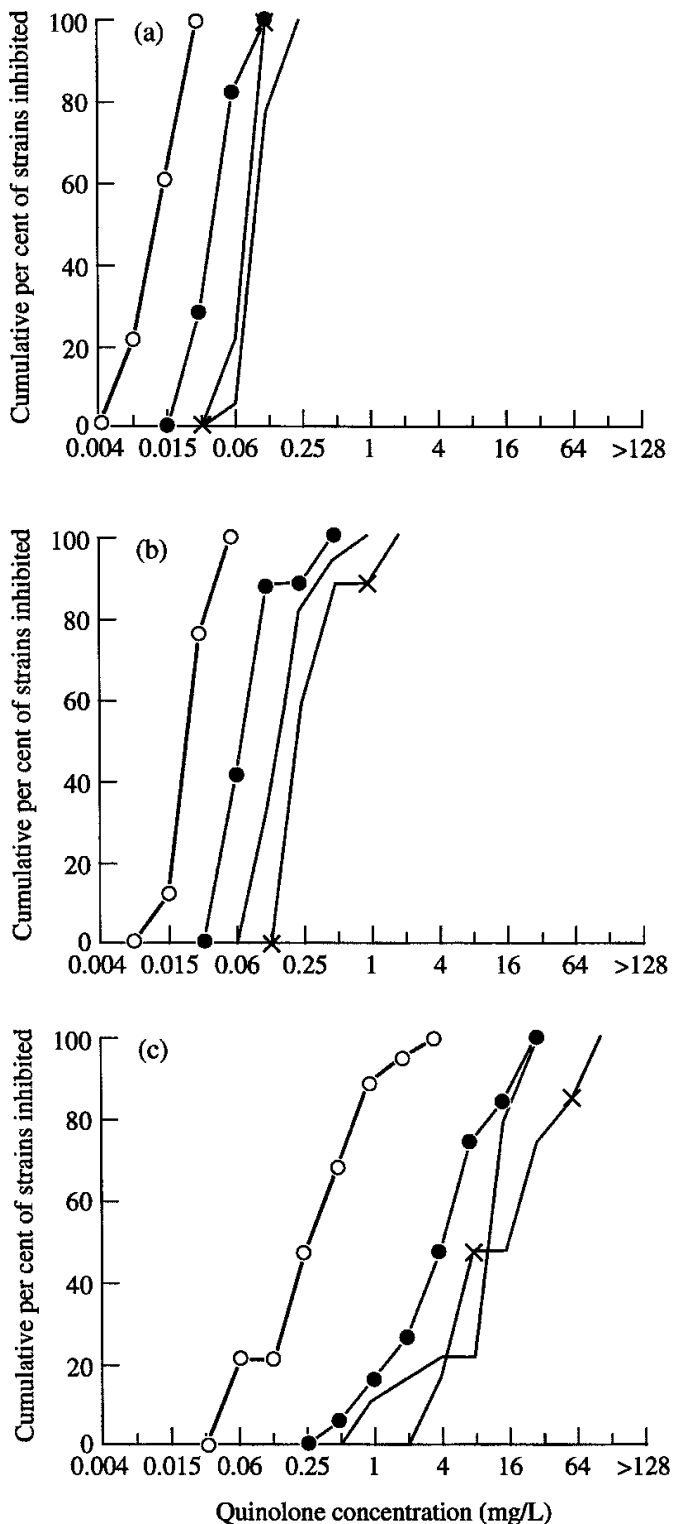 (a)
Cumulative per cent of strains inhibited
100
80
60
40
20
0
0.004 0.015 0.06 0.25 1 4 16 64 >128
(b)
Cumulative per cent of strains inhibited
100
80
60
40
20
0
0.004 0.015 0.06 0.25 1 4 16 64 >128
(c)
Cumulative per cent of strains inhibited
100
80
60
40
20
0
0.004 0.015 0.06 0.25 1 4 16 64 >128
Quinolone concentration (mg/L)